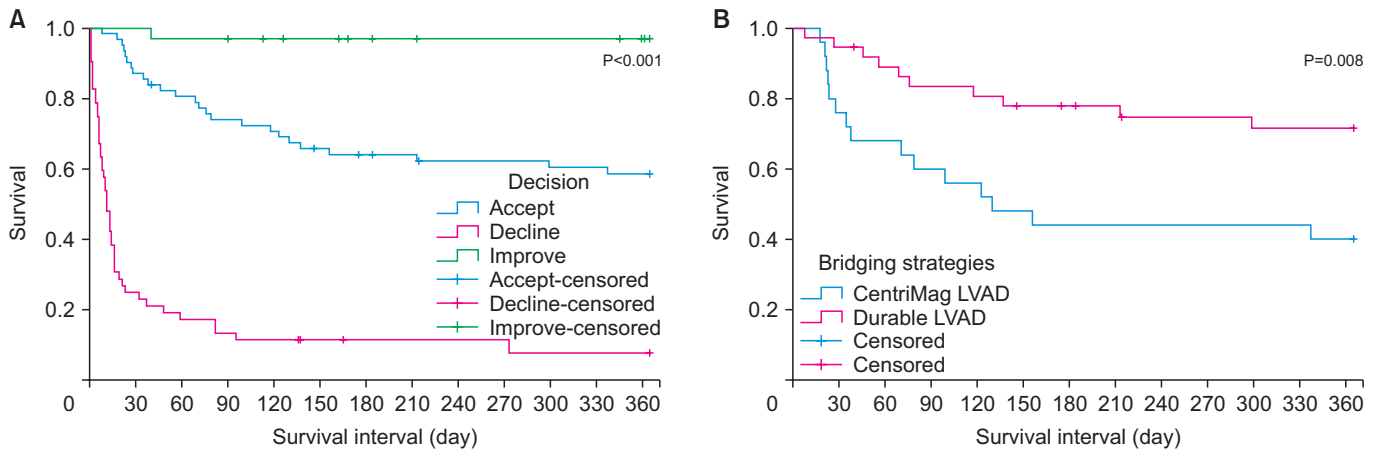 A
1.0
0.8
0.6
0.4
0.2
Survival
P<0.001
Decision
Accept
Decline
Improve
Accept-censored
Decline-censored
Improve-censored
0 30 60 90 120 150 180 210 240 270 300 330 360
Survival interval (day)
B
1.0
0.8
0.6
0.4
0.2
Survival
P=0.008
Bridging strategies
CentriMag LVAD
Durable LVAD
Censored
Censored
0 30 60 90 120 150 180 210 240 270 300 330 360
Survival interval (day)